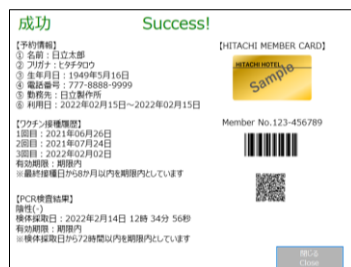 成功 Success!
【予約情報】
① 名前：日立太郎
② フリガナ：ヒタチタロウ
③ 生年月日：1949年5月16日
④ 電話番号：777-8888-9999
⑤ 勤務先：日立製作所
⑥ 利用日：2022年02月15日～2022年02月15日
【ワクチン接種履歴】
1回目：2021年06月26日
2回目：2021年07月24日
3回目：2022年02月02日
有効期限：期限内
※最終接種日から8か月以内を期限内としています
【PCR検査結果】
陰性(-)
検体採取日：2022年2月14日 12時 34分 56秒
有効期限：期限内
※検体採取日から72時間以内を期限内としています
【HITACHI MEMBER CARD】
HITACHI HOTEL
Sample
Member No.123-456789
閉じる
Close